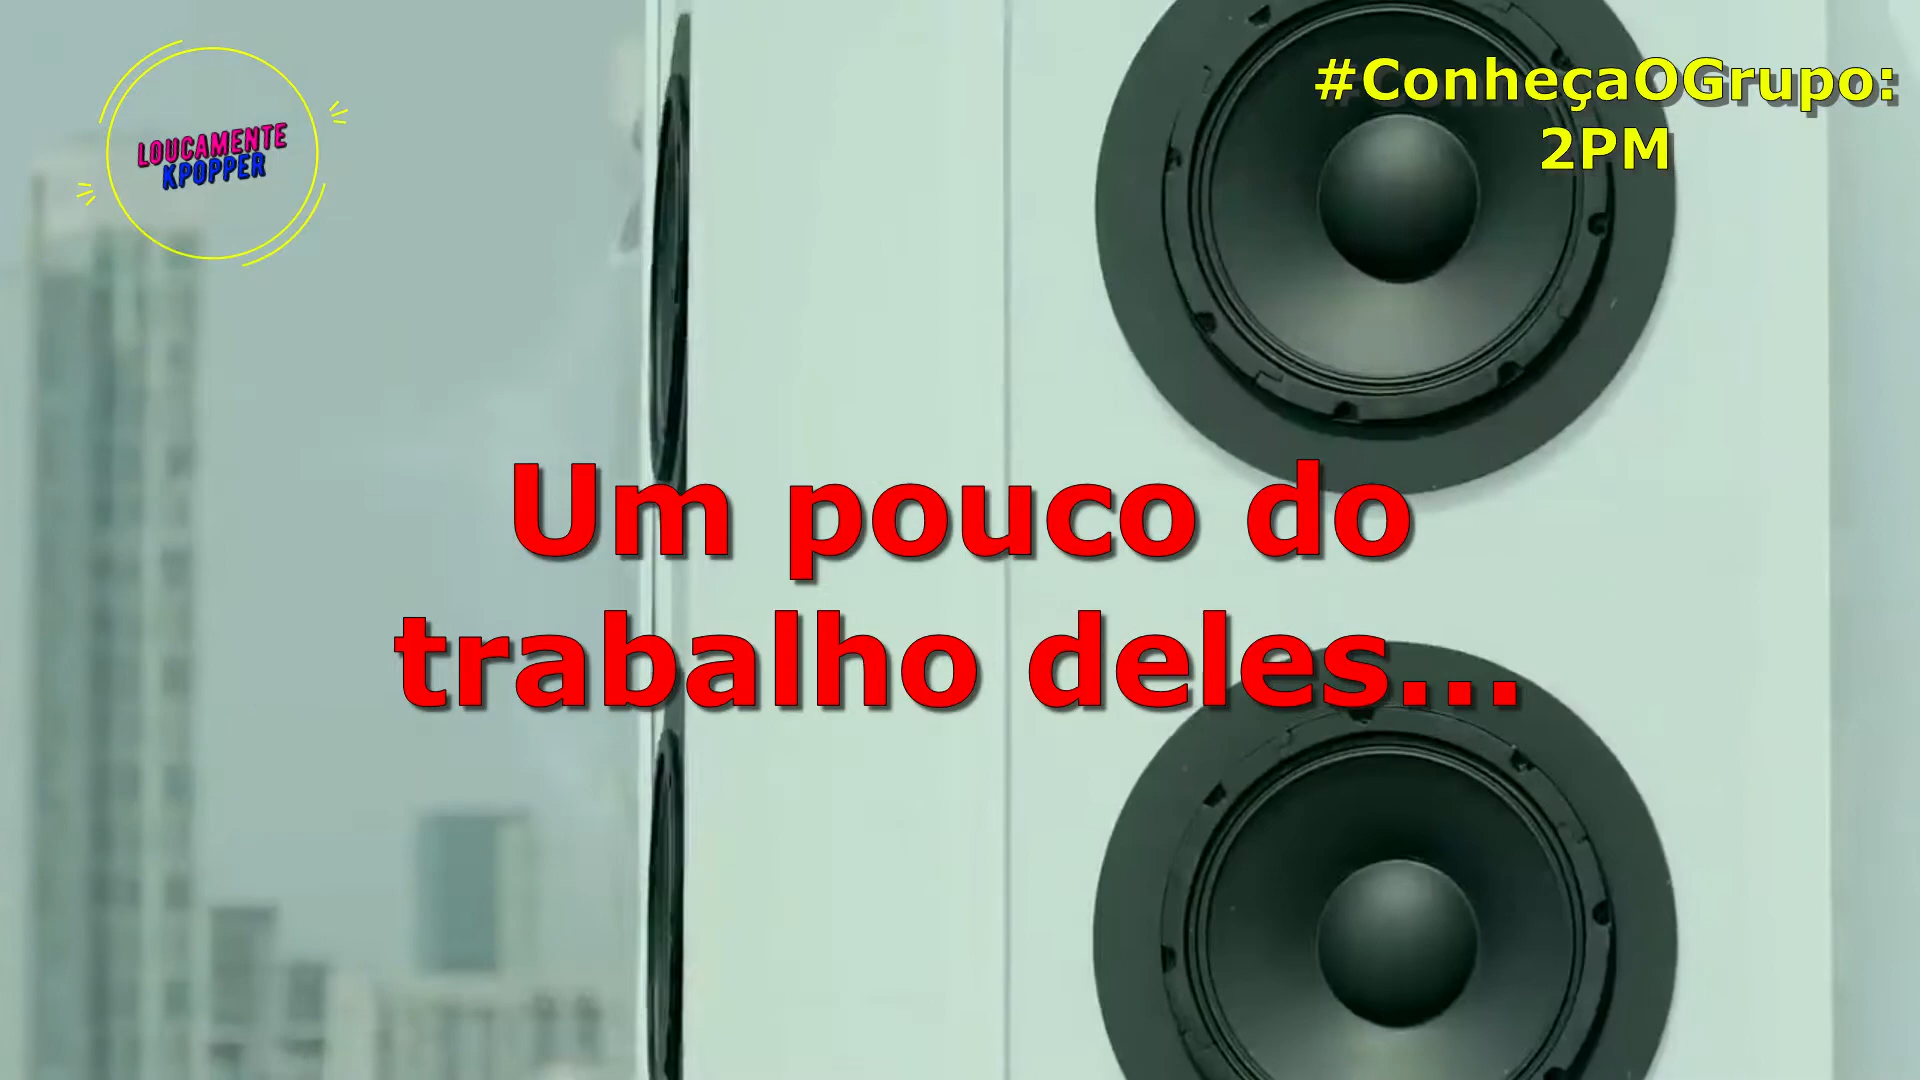 LOUCAMENTE
KPOPPER
#ConheçaOGrupo:
2PM
Um pouco do
trabalho deles...